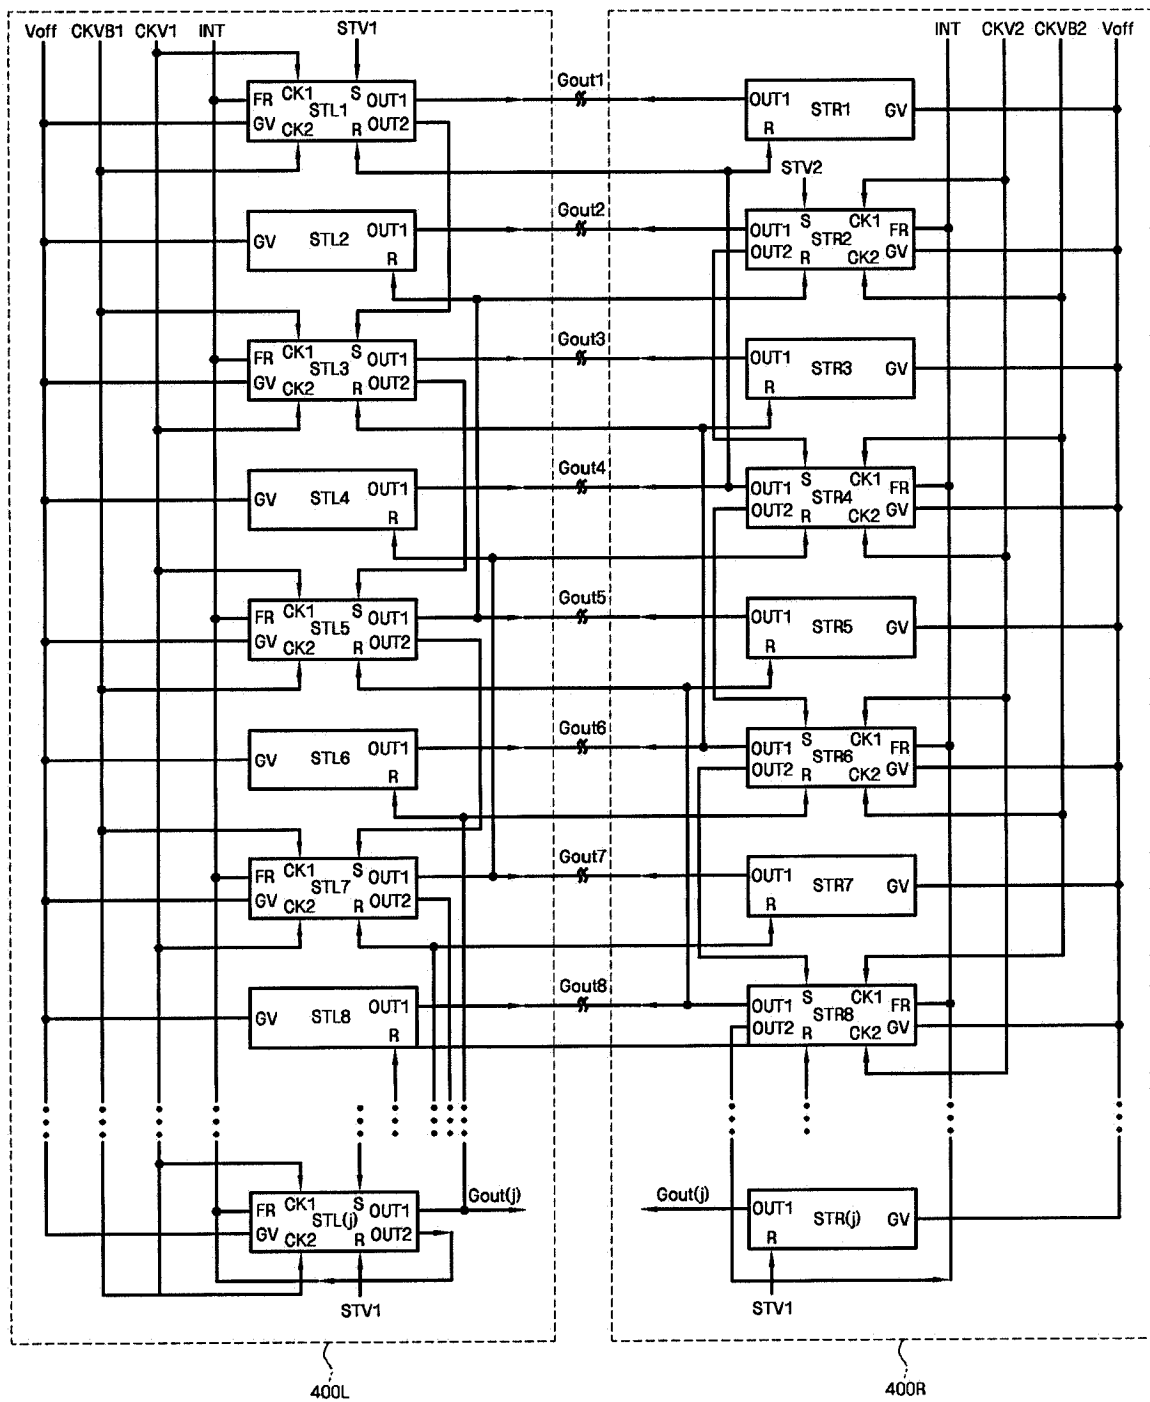 Voff CKVB1 CKV1 INT STV1
INT CKV2 CKVB2 Voff
FR CK1 S OUT1
STL1
GV CK2 R OUT2
Gout1
OUT1 STR1 GV
R
STV2
GV STL2 OUT1
R
Gout2
OUT1 S CK1 FR
STR2
OUT2 R CK2 GV
FR CK1 S OUT1
STL3
GV CK2 R OUT2
Gout3
OUT1 STR3 GV
R
GV STL4 OUT1
R
Gout4
OUT1 S CK1 FR
STR4
OUT2 R CK2 GV
FR CK1 S OUT1
STL5
GV CK2 R OUT2
Gout5
OUT1 STR5 GV
R
GV STL6 OUT1
R
Gout6
OUT1 S CK1 FR
STR6
OUT2 R CK2 GV
FR CK1 S OUT1
STL7
GV CK2 R OUT2
Gout7
OUT1 STR7 GV
R
GV STL8 OUT1
R
Gout8
OUT1 S CK1 FR
STR8
OUT2 R CK2 GV
FR CK1 S OUT1
STL(j)
GV CK2 R OUT2
Gout(j)
Gout(j)
OUT1 STR(j) GV
R
STV1
STV1
400L
400R